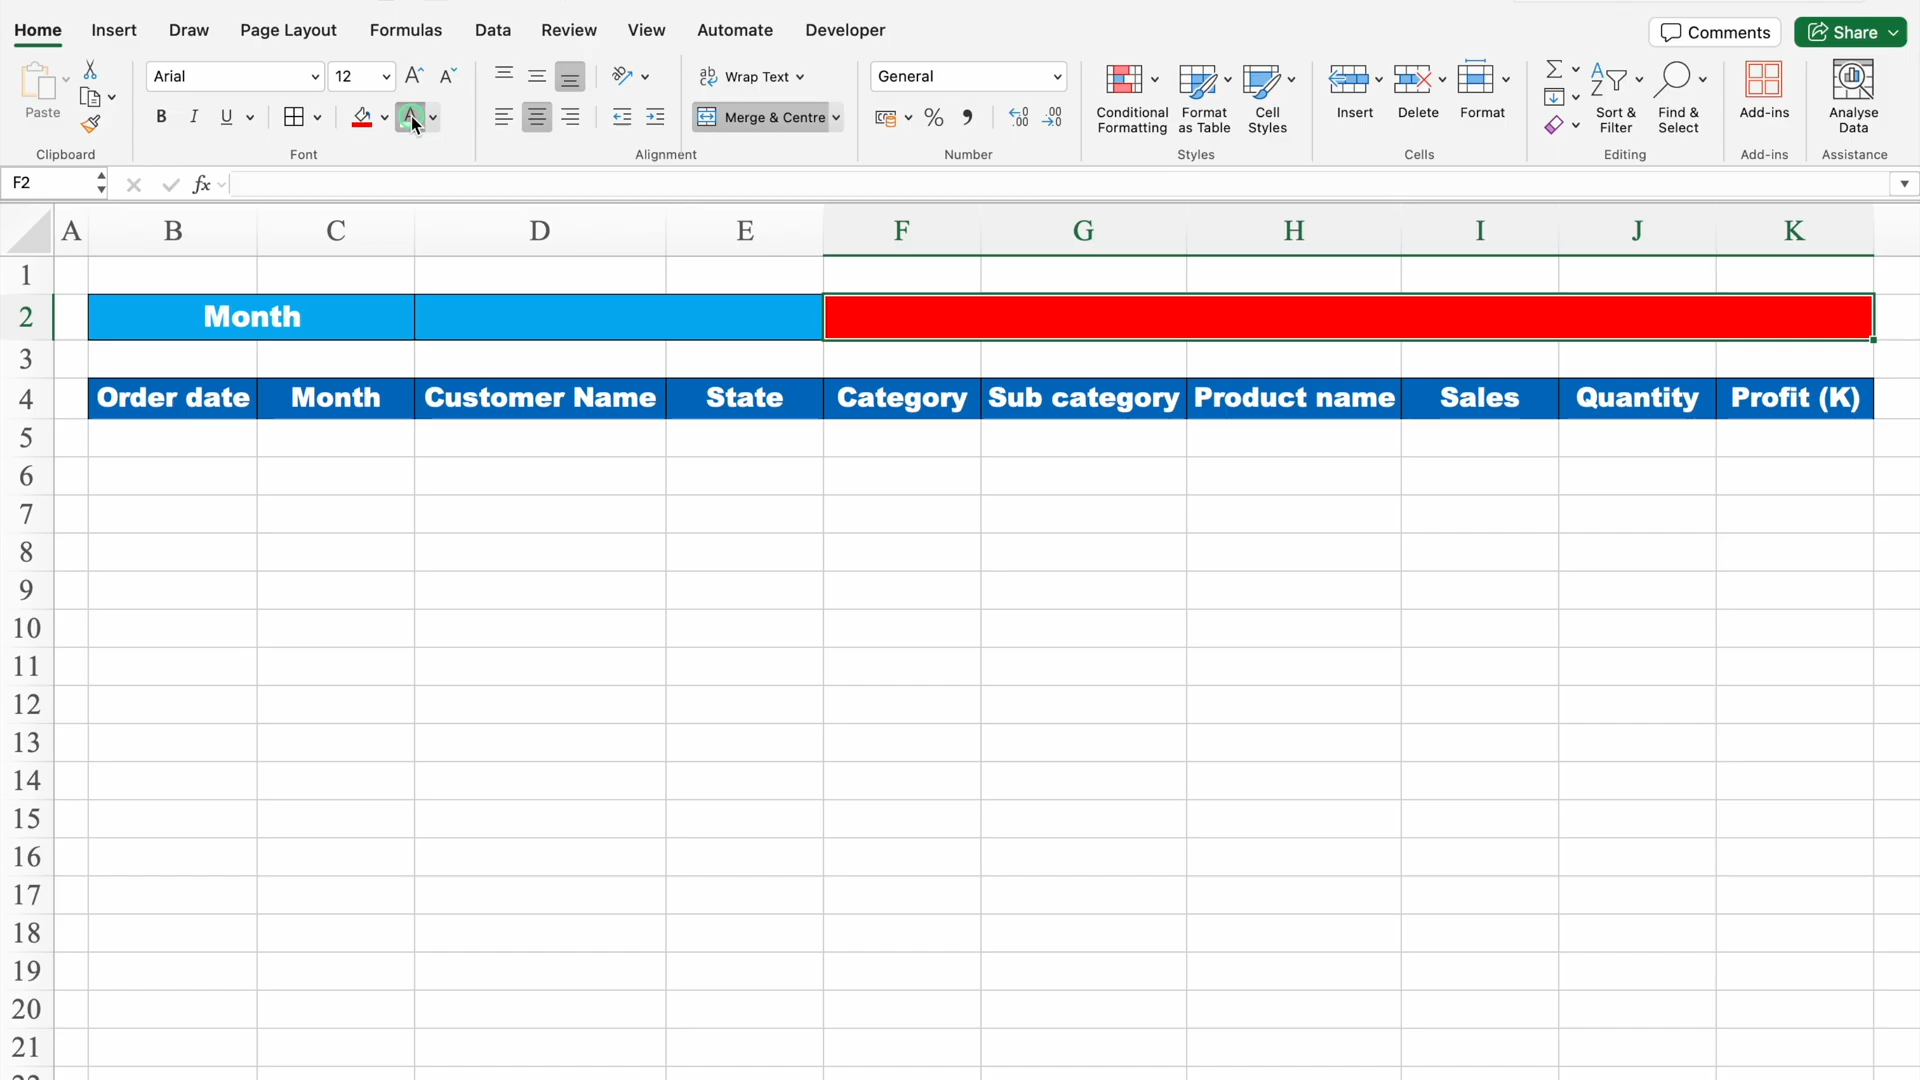 Home Insert Draw Page Layout Formulas Data Review View Automate Developer Comments Share
Arial 12 Wrap Text General
Paste B I U A Merge & Centre % Conditional Formatting Format as Table Cell Styles Insert Delete Format Sort & Filter Find & Select Add-ins Analyse Data
Clipboard Font Alignment Number Styles Cells Editing Add-ins Assistance
F2 fx
A B C D E F G H I J K
1
2 Month
3
4 Order date Month Customer Name State Category Sub category Product name Sales Quantity Profit (K)
5
6
7
8
9
10
11
12
13
14
15
16
17
18
19
20
21